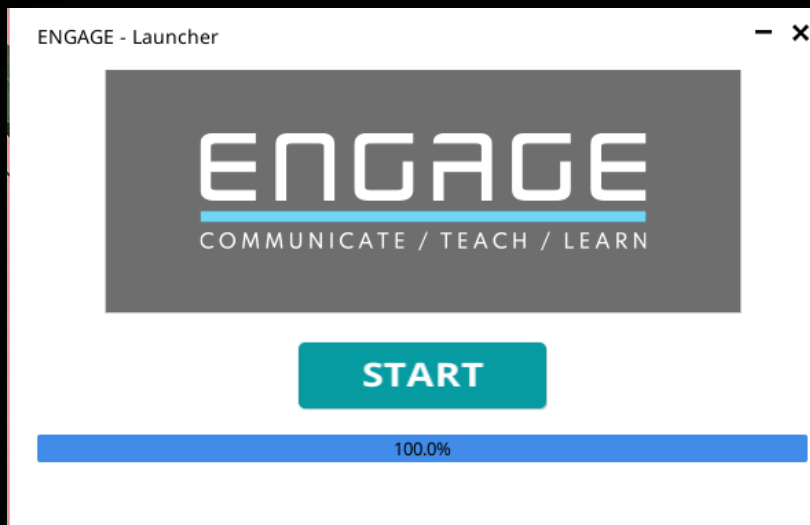 ENGAGE - Launcher
ENGAGE
COMMUNICATE / TEACH / LEARN
START
100.0%